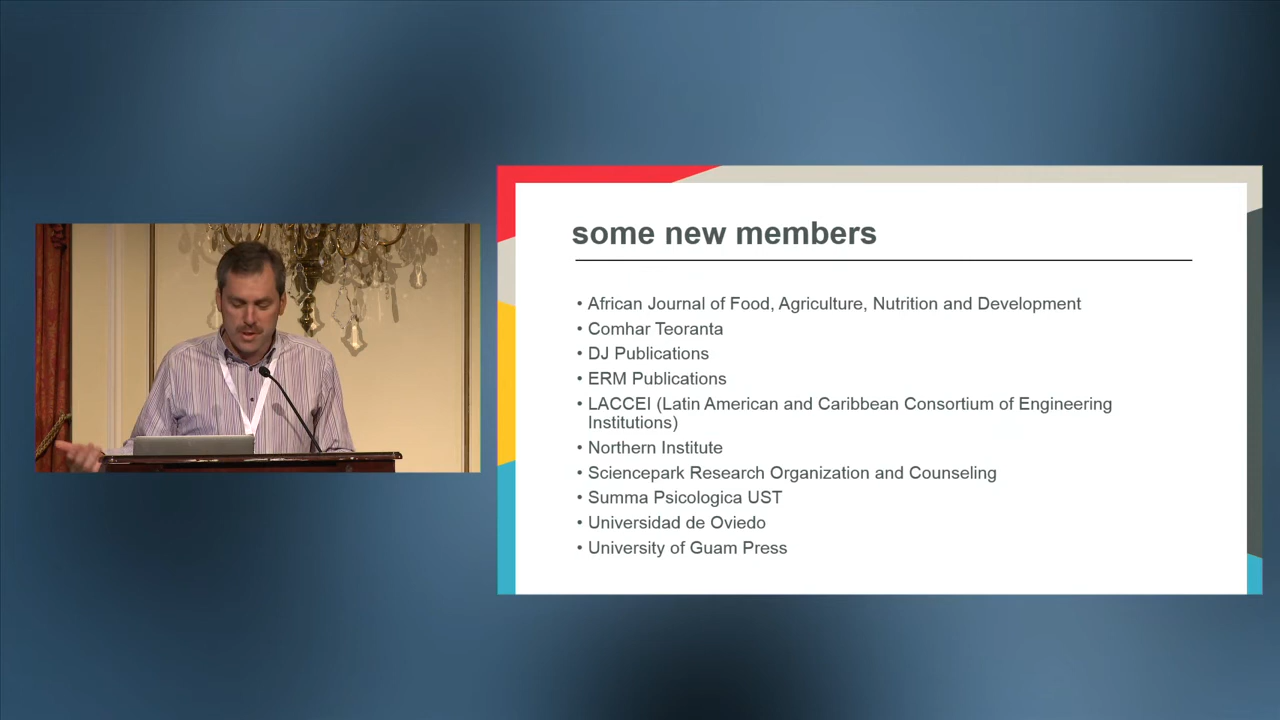 some new members
• African Journal of Food, Agriculture, Nutrition and Development
• Comhar Teoranta
• DJ Publications
• ERM Publications
• LACCEI (Latin American and Caribbean Consortium of Engineering
Institutions)
• Northern Institute
• Sciencepark Research Organization and Counseling
• Summa Psicologica UST
• Universidad de Oviedo
• University of Guam Press